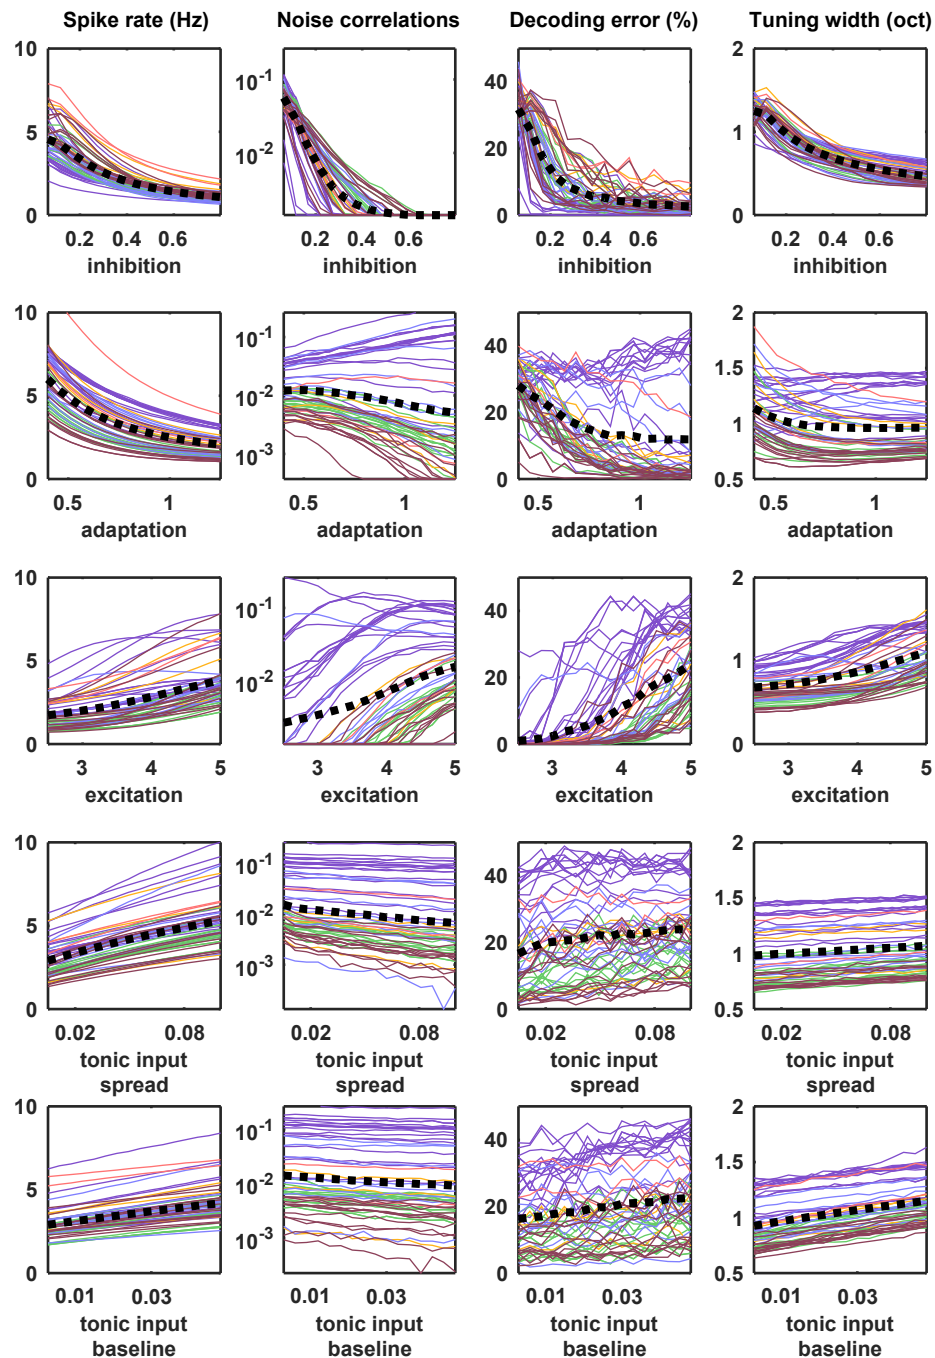 Spike rate (Hz) Noise correlations Decoding error (%) Tuning width (oct)
10 5 0 0.2 0.4 0.6 inhibition
10-1 10-2 0.2 0.4 0.6 inhibition
40 20 0 0.2 0.4 0.6 inhibition
2 1 0 0.2 0.4 0.6 inhibition
10 5 0 0.5 1 adaptation
10-1 10-2 10-3 0.5 1 adaptation
40 20 0 0.5 1 adaptation
2 1.5 1 0.5 1 adaptation
10 5 0 3 4 5 excitation
10-1 10-2 3 4 5 excitation
40 20 0 3 4 5 excitation
2 1 0 3 4 5 excitation
10 5 0 0.02 0.08 tonic input
spread
10-1 10-2 10-3 0.02 0.08 tonic input
spread
40 20 0 0.02 0.08 tonic input
spread
2 1.5 1 0.5 0.02 0.08 tonic input
spread
10 5 0 0.01 0.03 tonic input
baseline
10-1 10-2 10-3 0.01 0.03 tonic input
baseline
40 20 0 0.01 0.03 tonic input
baseline
2 1.5 1 0.5 0.01 0.03 tonic input
baseline